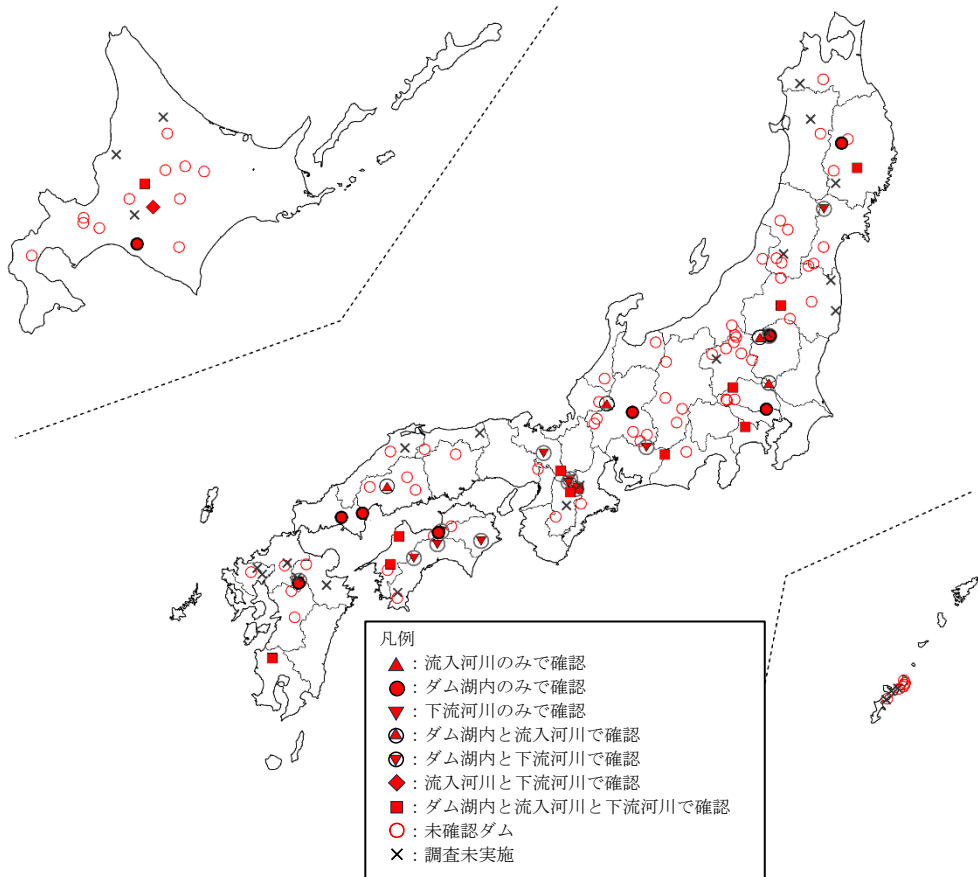 凡例
：流入河川のみで確認
：ダム湖内のみで確認
：下流河川のみで確認
：ダム湖内と流入河川で確認
：ダム湖内と下流河川で確認
：流入河川と下流河川で確認
：ダム湖内と流入河川と下流河川で確認
：未確認ダム
：調査未実施